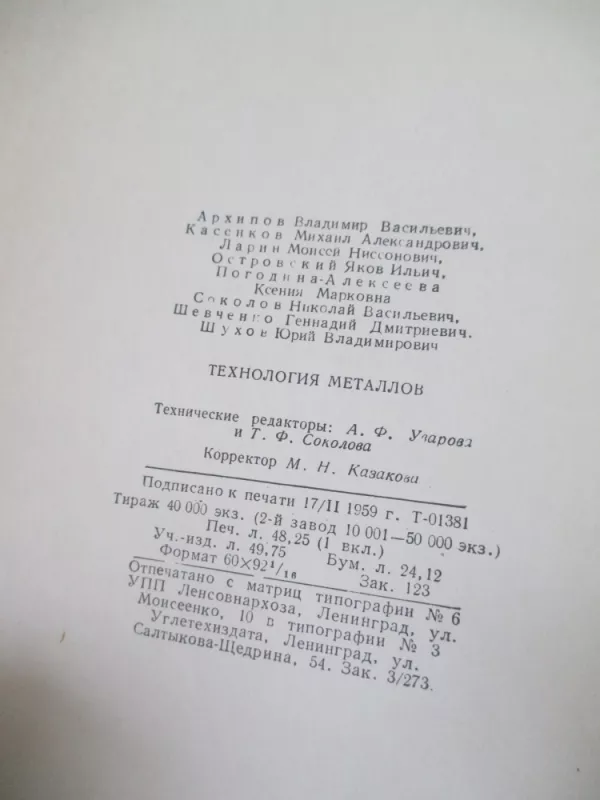 Архипов Владимир Васильевич,
Касенков Михаил Александрович,
Ларин Моисей Ниссонович,
Островский Яков Ильич,
Погодина-Алексеева
Ксения Марковна
Соколов Николай Васильевич,
Шевченко Геннадий Дмитриевич.
Шухов Юрий Владимирович
ТЕХНОЛОГИЯ МЕТАЛЛОВ
Технические редакторы: А. Ф. Уварова
и Т. Ф. Соколова
Корректор М. Н. Казакова
Подписано к печати 17/II 1959 г. Т-01381
Тираж 40 000 экз. (2-й завод 10 001—50 000 экз.)
Печ. л. 48,25 (1 вкл.) Бум. л. 24,12
Уч.-изд. л. 49,75 Зак. 123
Формат 60×92 1/16
Отпечатано с матриц типографии № 6
УПП Ленсовнархоза, Ленинград, ул.
Моисеенко, 10 в типографии № 3
Углетехиздата, Ленинград, ул.
Салтыкова-Щедрина, 54. Зак. 3/273.